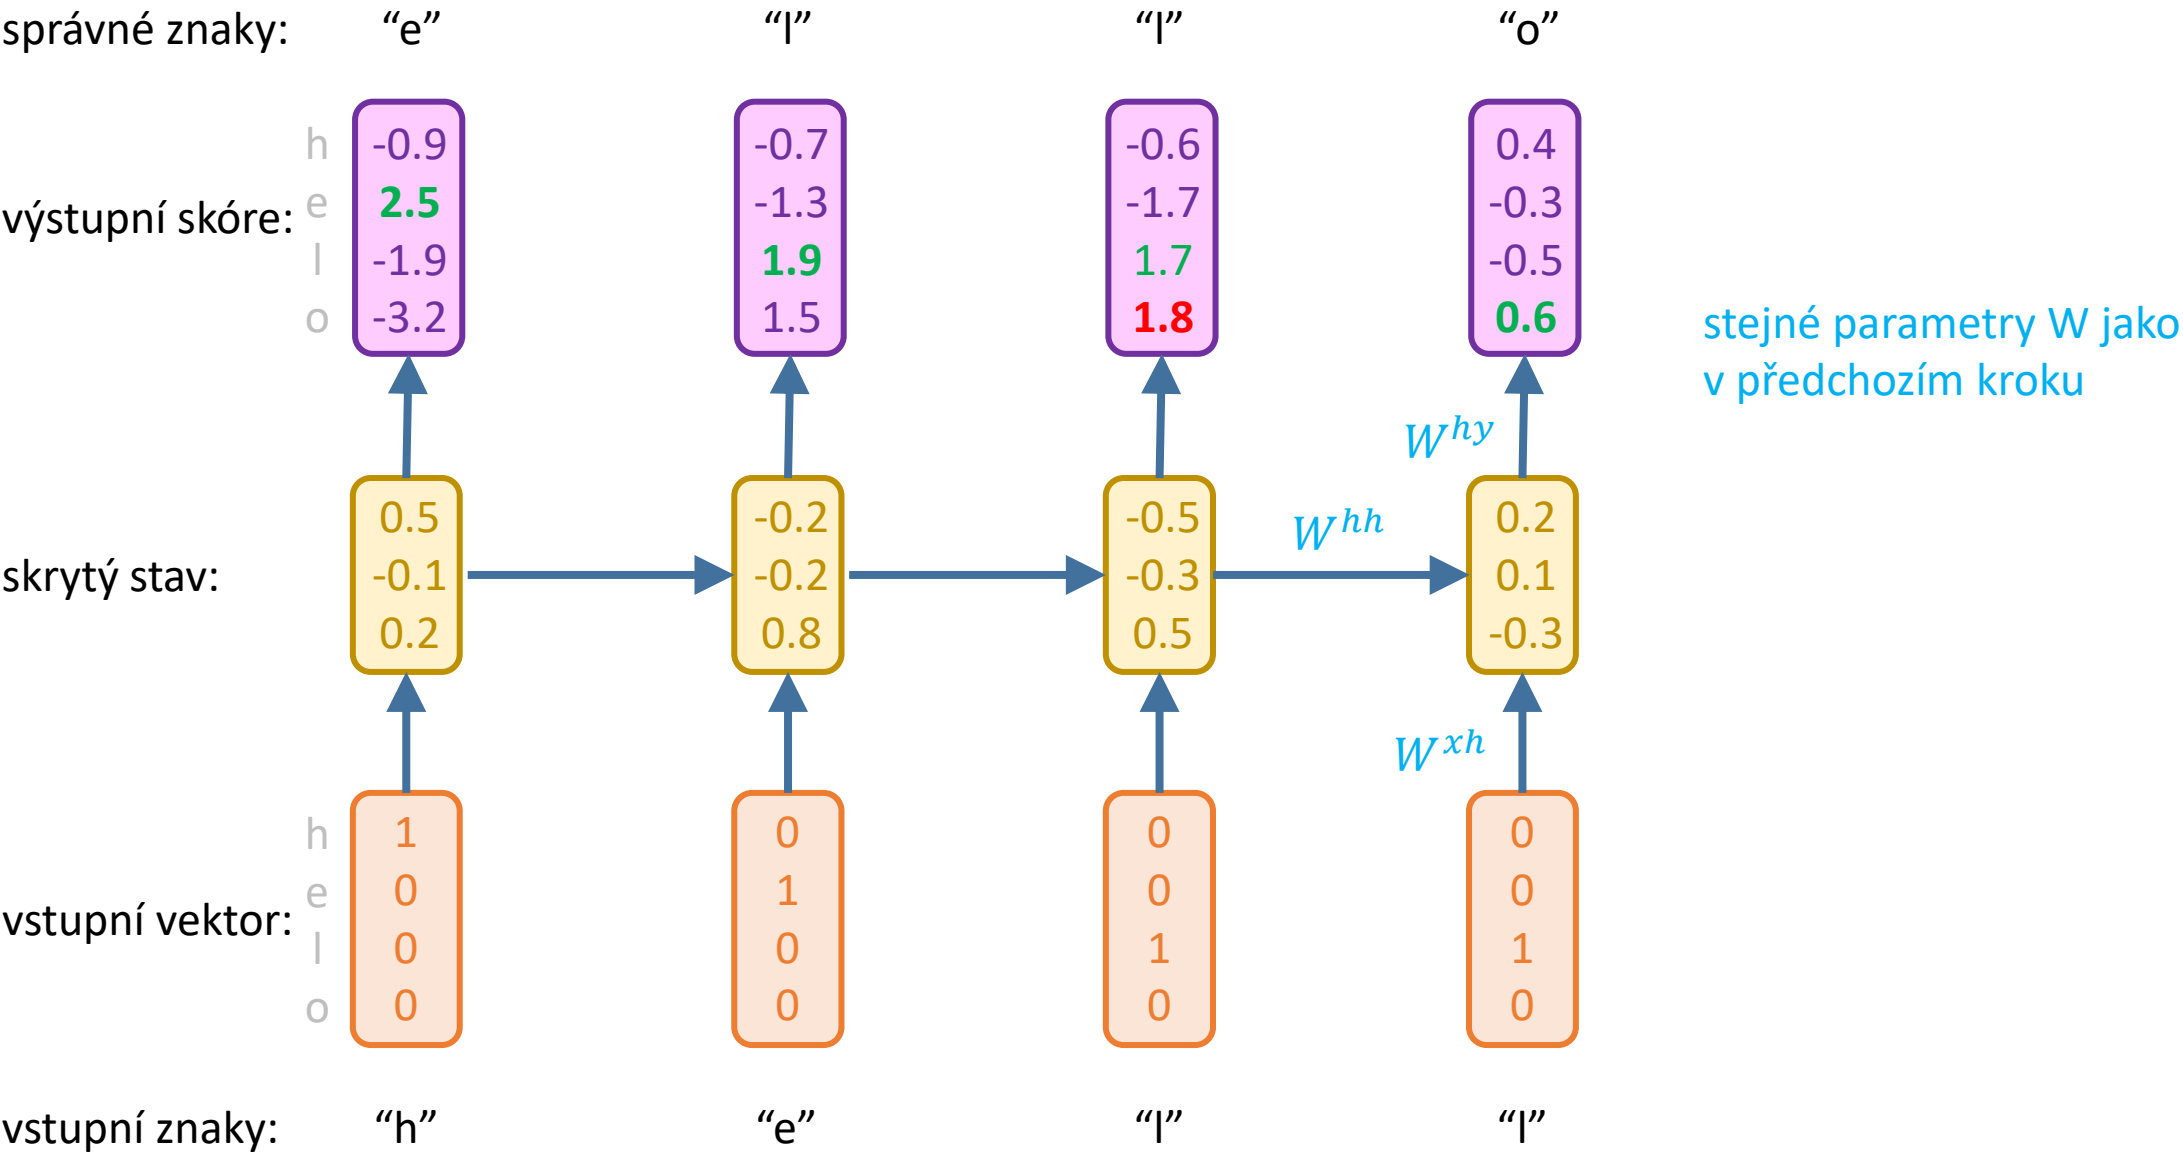 správné znaky: “e” “l” “l” “o”
h -0.9 -0.7 -0.6 0.4
výstupní skóre: e 2.5 -1.3 -1.7 -0.3
l -1.9 1.9 1.7 -0.5
o -3.2 1.5 1.8 0.6
stejné parametry W jako
v předchozím kroku
W^{hy}
0.5 -0.2 -0.5 0.2
W^{hh}
skrytý stav: -0.1 -0.2 -0.3 0.1
0.2 0.8 0.5 -0.3
W^{xh}
h 1 0 0 0
vstupní vektor: e 0 1 0 0
l 0 0 1 1
o 0 0 0 0
vstupní znaky: “h” “e” “l” “l”